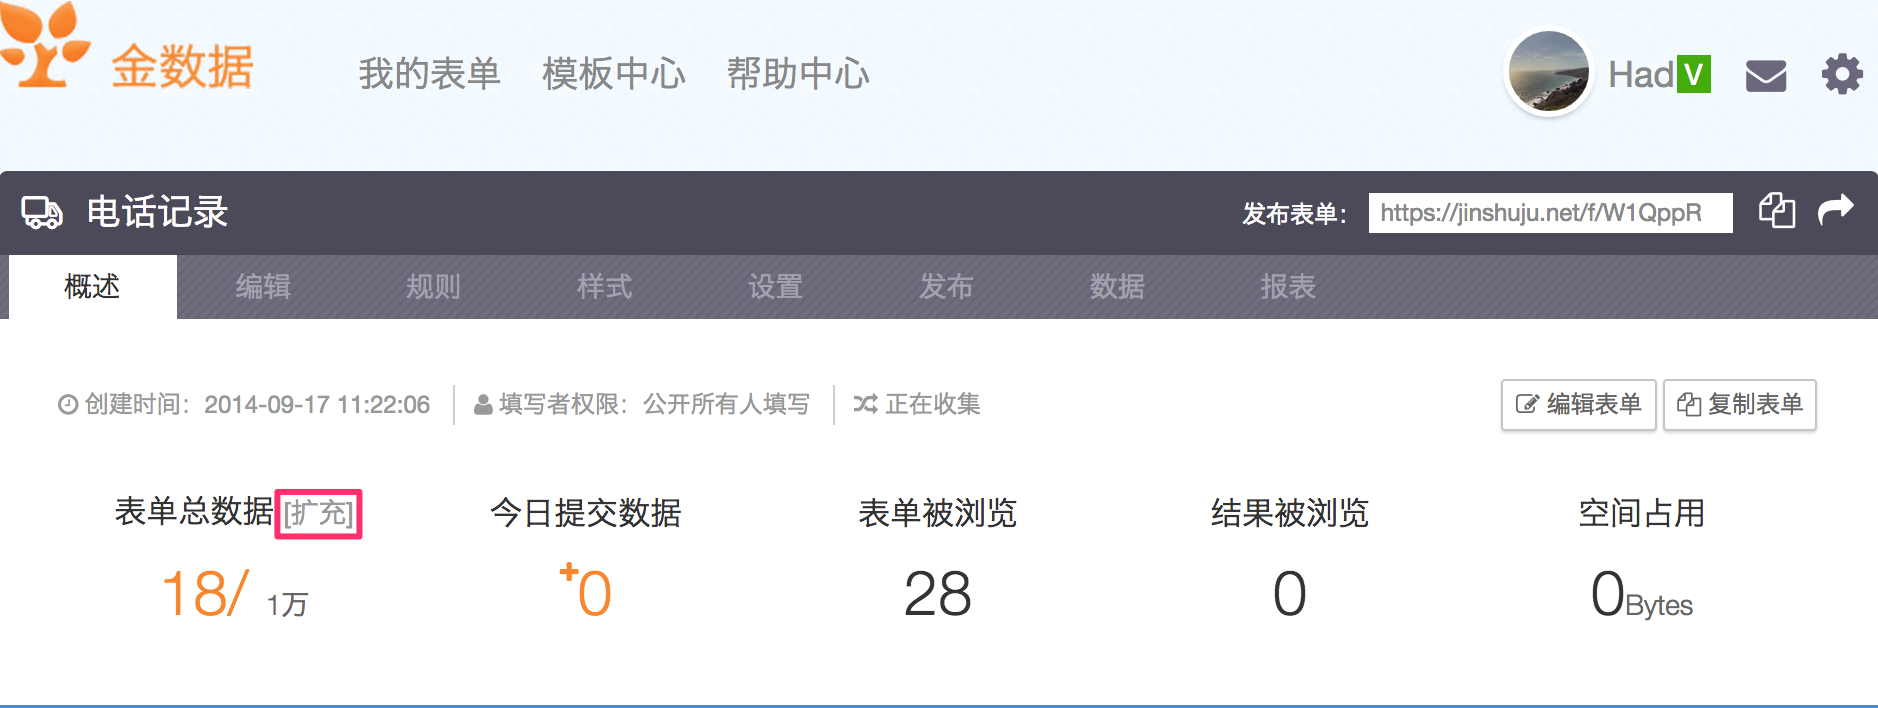 金数据 我的表单 模板中心 帮助中心 Had V
电话记录 发布表单： https://jinshuju.net/f/W1QppR
概述 编辑 规则 样式 设置 发布 数据 报表
创建时间：2014-09-17 11:22:06 填写者权限：公开所有人填写 正在收集 编辑表单 复制表单
表单总数据 [扩充] 今日提交数据 表单被浏览 结果被浏览 空间占用
18/ 1万 +0 28 0 0Bytes